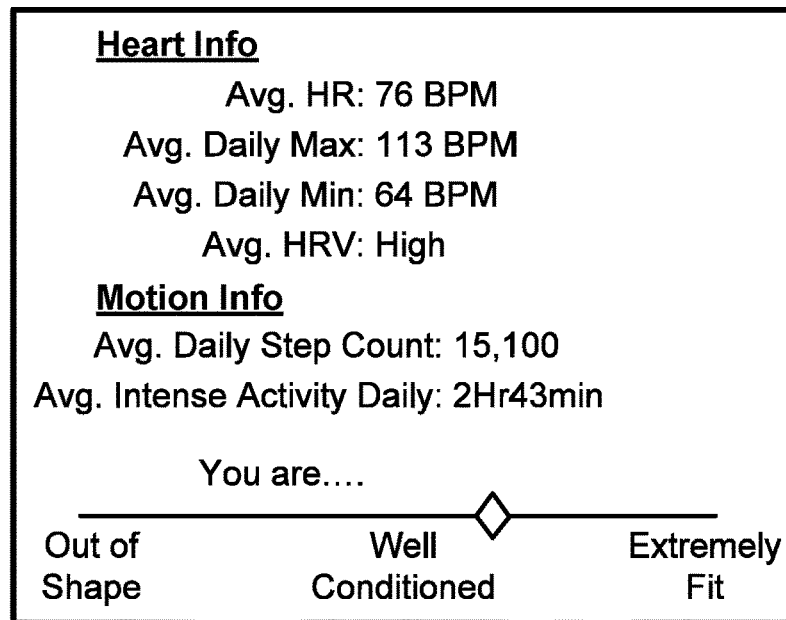 Heart Info
Avg. HR: 76 BPM
Avg. Daily Max: 113 BPM
Avg. Daily Min: 64 BPM
Avg. HRV: High
Motion Info
Avg. Daily Step Count: 15,100
Avg. Intense Activity Daily: 2Hr43min
You are....
Out of Well Extremely
Shape Conditioned Fit